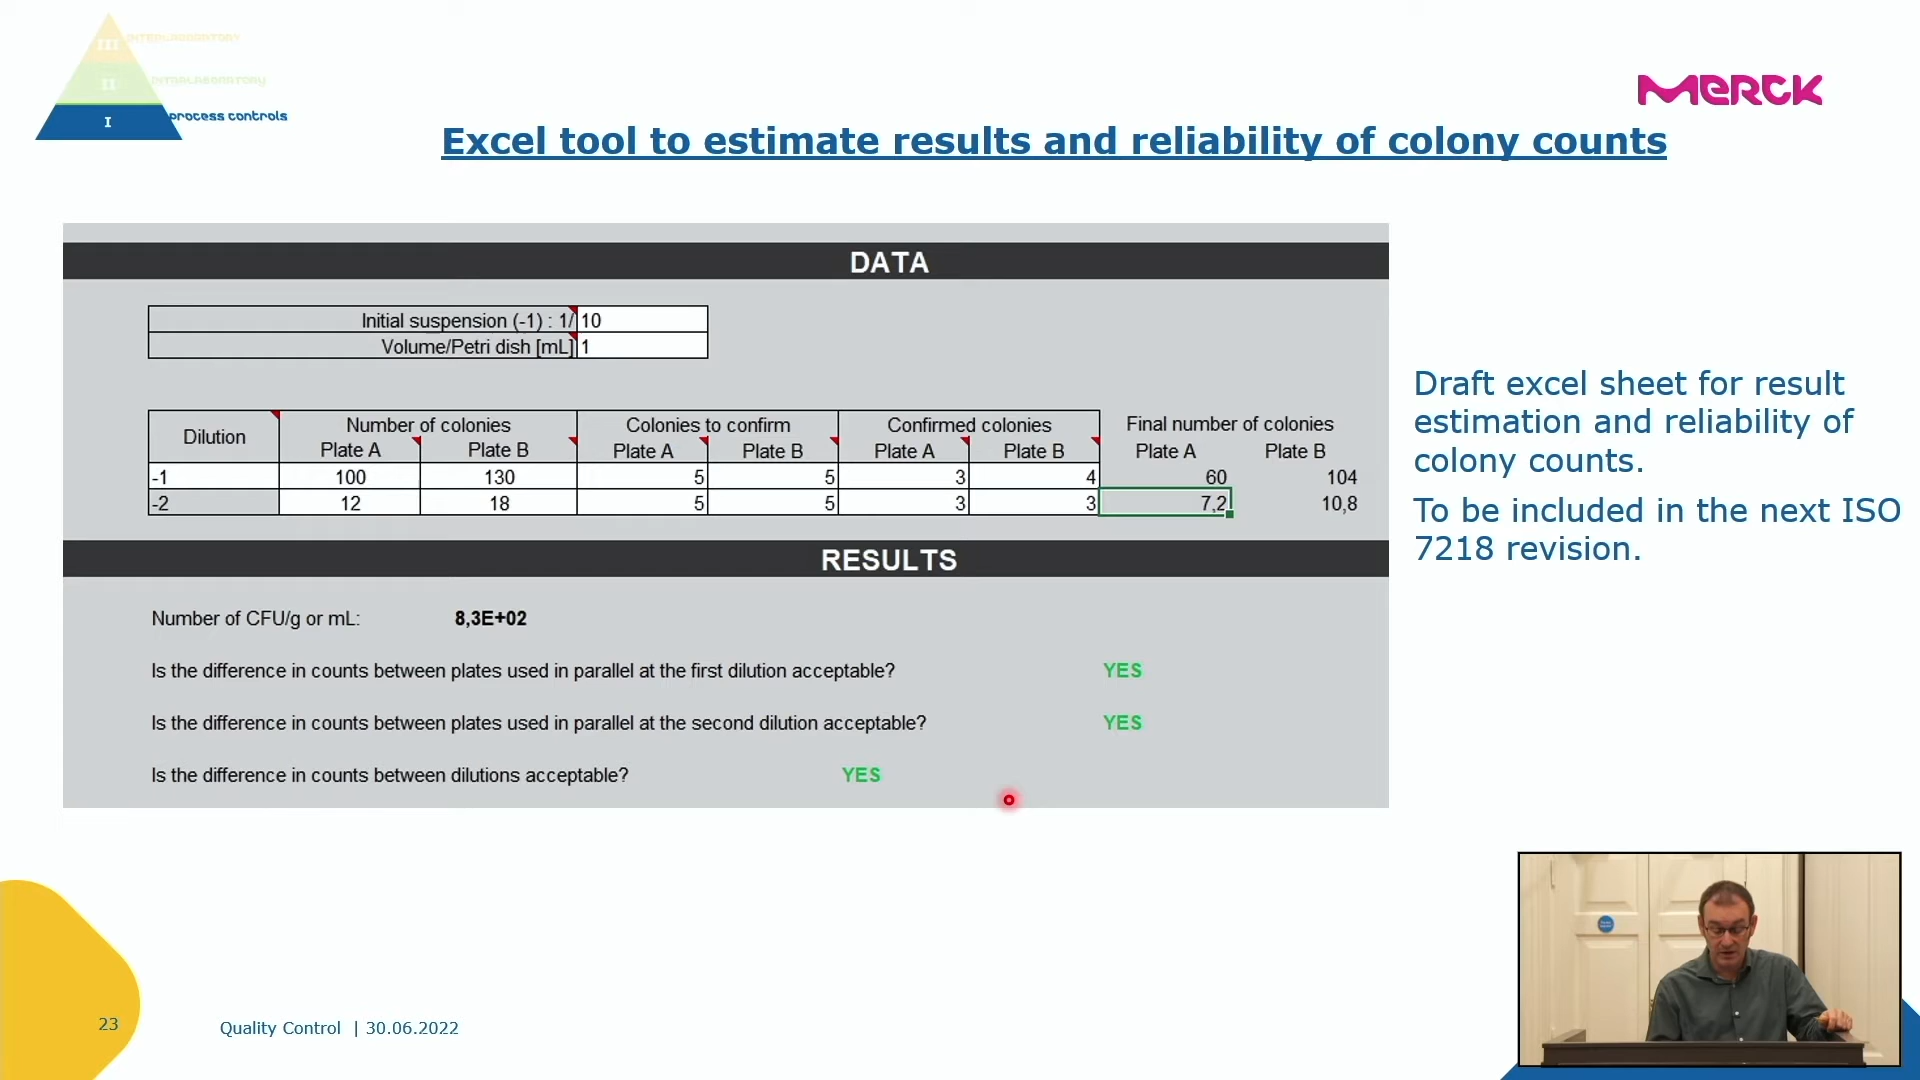 III INTERLABORATORY
II INTRALABORATORY
I process controls
MERCK
Excel tool to estimate results and reliability of colony counts
DATA
Initial suspension (-1) : 1/ 10
Volume/Petri dish [mL] 1
Dilution Number of colonies Colonies to confirm Confirmed colonies Final number of colonies
Plate A Plate B Plate A Plate B Plate A Plate B Plate A Plate B
-1 100 130 5 5 3 4 60 104
-2 12 18 5 5 3 3 7,2 10,8
RESULTS
Number of CFU/g or mL: 8,3E+02
Is the difference in counts between plates used in parallel at the first dilution acceptable? YES
Is the difference in counts between plates used in parallel at the second dilution acceptable? YES
Is the difference in counts between dilutions acceptable? YES
Draft excel sheet for result
estimation and reliability of
colony counts.
To be included in the next ISO
7218 revision.
23
Quality Control | 30.06.2022